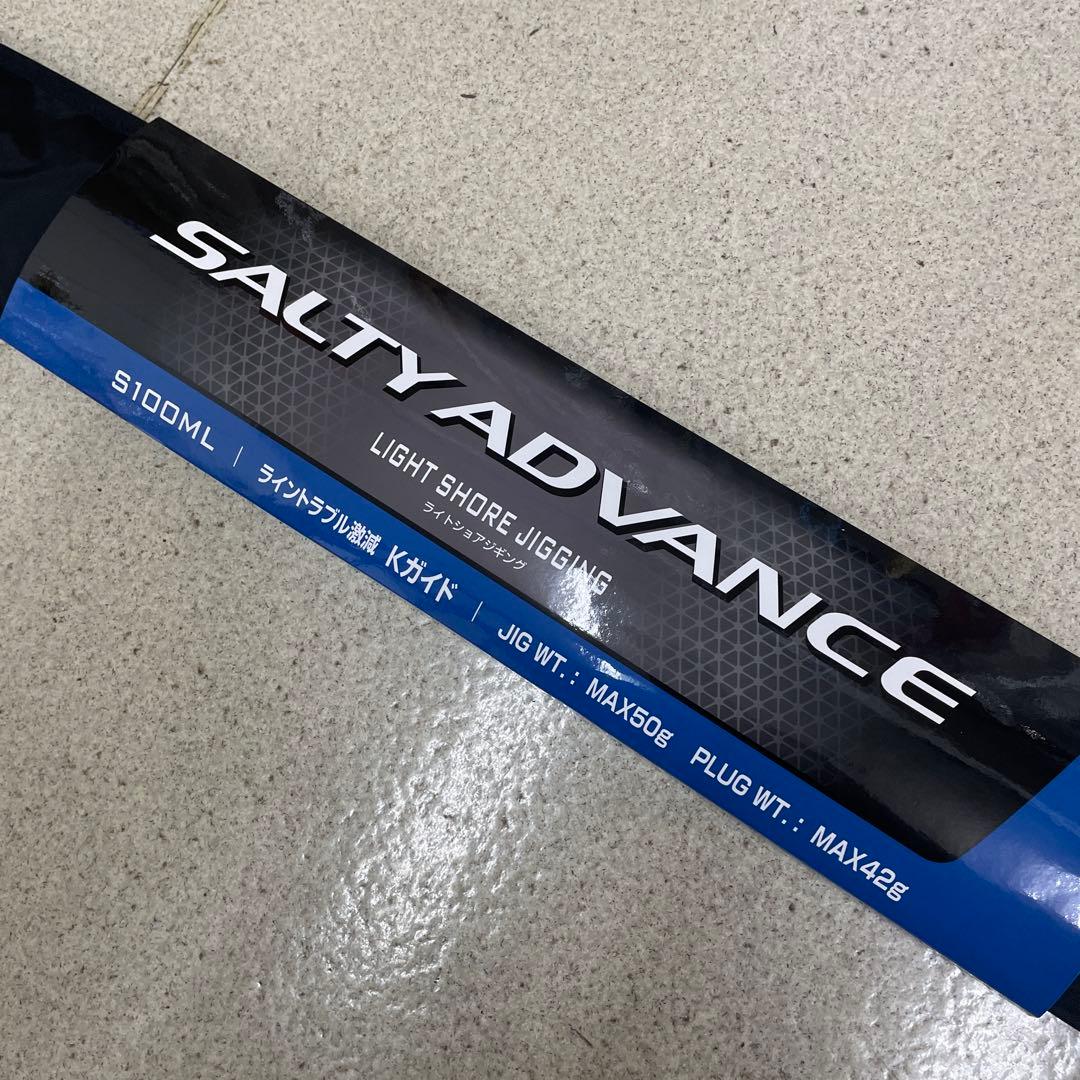 SALTY ADVANCE
LIGHT SHORE JIGGING
ライトショアジギング
S100ML | ライントラブル激減 Kガイド | JIG WT.: MAX50g PLUG WT.: MAX42g